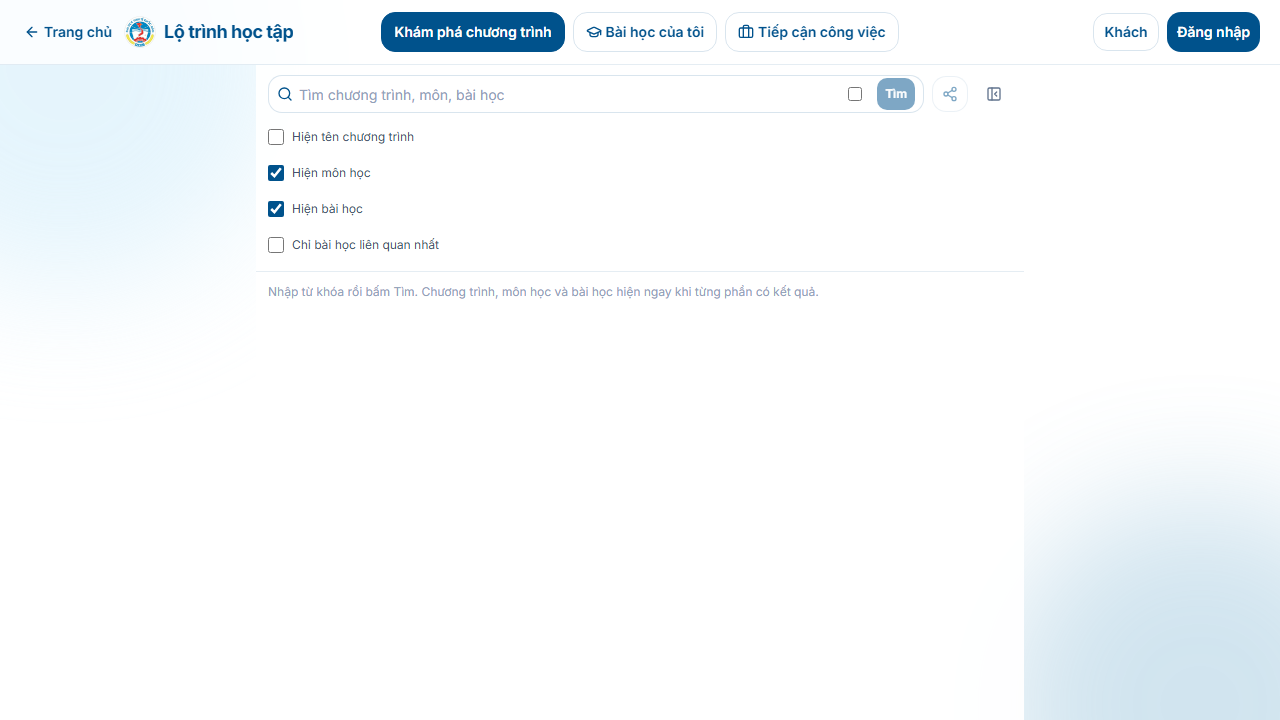 Trang chủ
Lộ trình học tập
Khám phá chương trình
Bài học của tôi
Tiếp cận công việc
Khách
Đăng nhập
Tìm chương trình, môn, bài học
Tìm
Hiện tên chương trình
Hiện môn học
Hiện bài học
Chỉ bài học liên quan nhất
Nhập từ khóa rồi bấm Tìm. Chương trình, môn học và bài học hiện ngay khi từng phần có kết quả.